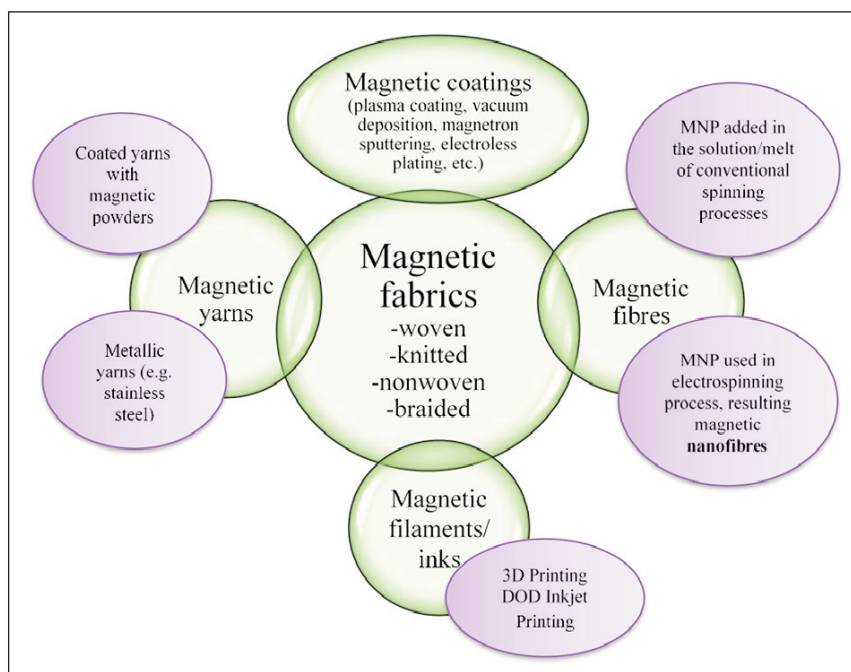 Magnetic coatings
(plasma coating, vacuum
deposition, magnetron
sputtering, electroless
plating, etc.)
Coated yarns
with
magnetic
powders
MNP added in
the solution/melt
of conventional
spinning
processes
Magnetic
yarns
Magnetic
fabrics
-woven
-knitted
-nonwoven
-braided
Magnetic
fibres
Metallic
yarns (e.g.
stainless
steel)
MNP used in
electrospinning
process, resulting
magnetic
nanofibres
Magnetic
filaments/
inks
3D Printing
DOD Inkjet
Printing